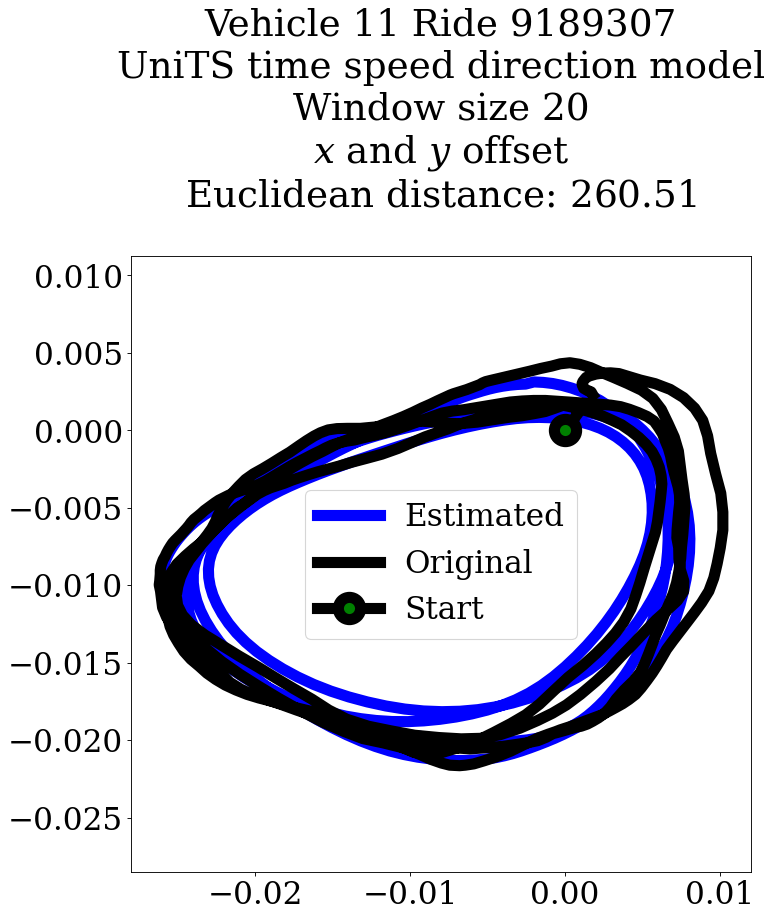 Vehicle 11 Ride 9189307
UniTS time speed direction model
Window size 20
x and y offset
Euclidean distance: 260.51
0.010
0.005
0.000
−0.005
−0.010
−0.015
−0.020
−0.025
Estimated
Original
Start
−0.02
−0.01
0.00
0.01